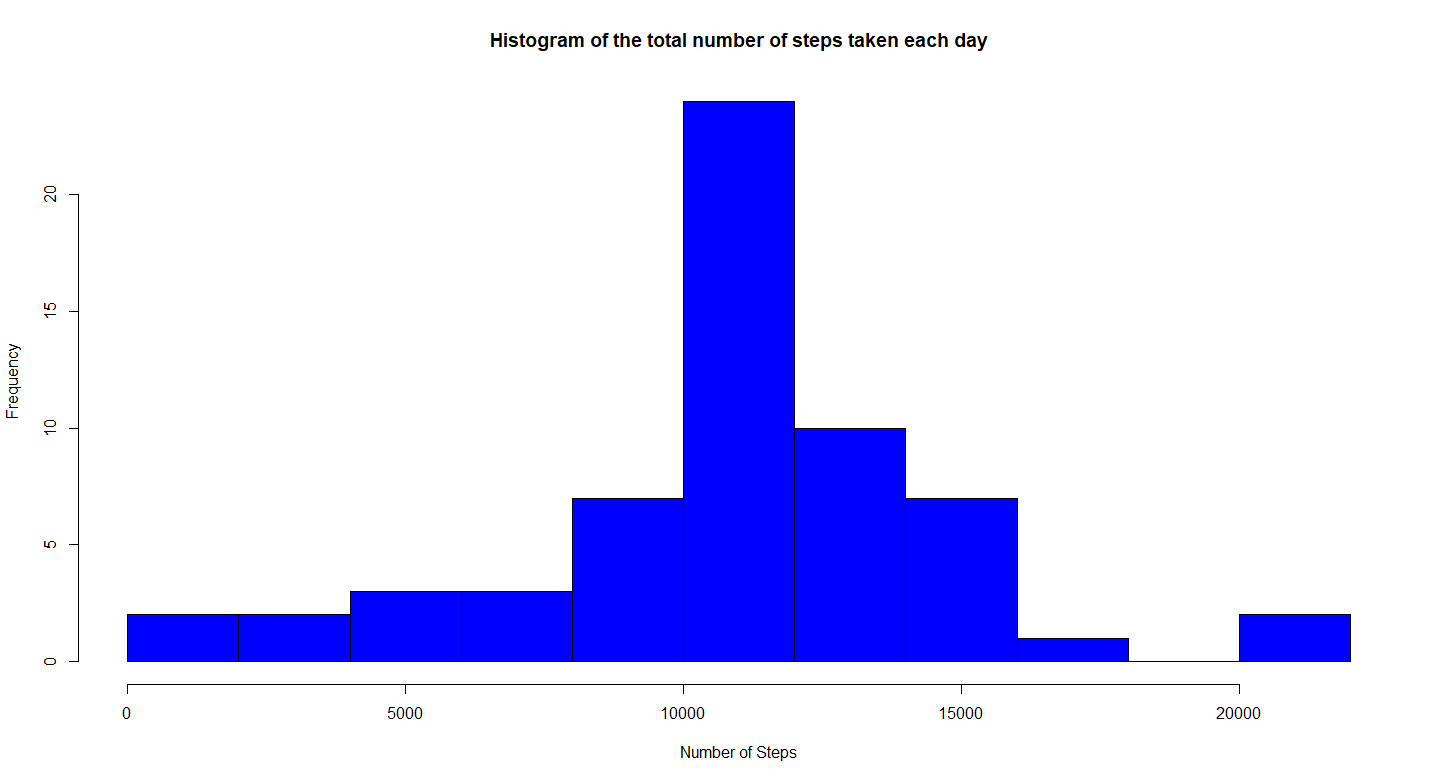 Histogram of the total number of steps taken each day
Frequency
20
15
10
5
0
0 5000 10000 15000 20000
Number of Steps